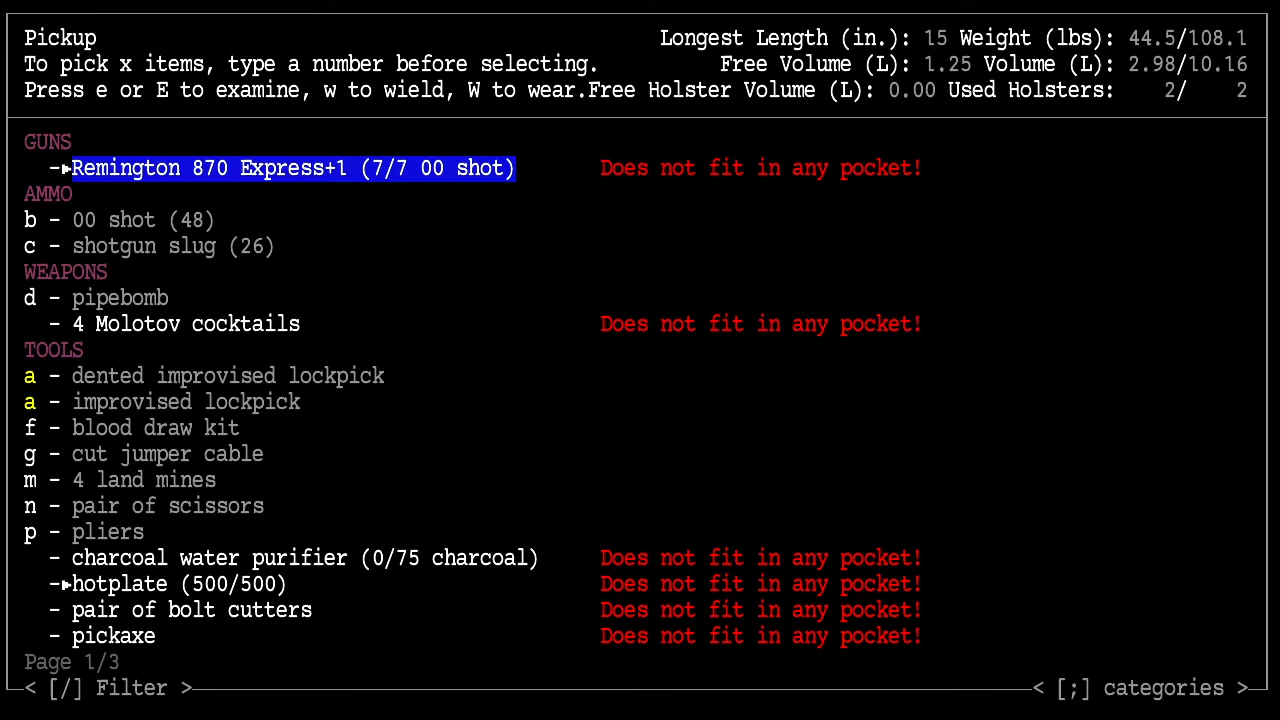 Pickup Longest Length (in.): 15 Weight (lbs): 44.5/108.1
To pick x items, type a number before selecting. Free Volume (L): 1.25 Volume (L): 2.98/10.16
Press e or E to examine, w to wield, W to wear.Free Holster Volume (L): 0.00 Used Holsters: 2/ 2
GUNS
-▸Remington 870 Express+1 (7/7 00 shot) Does not fit in any pocket!
AMMO
b - 00 shot (48)
c - shotgun slug (26)
WEAPONS
d - pipebomb
- 4 Molotov cocktails Does not fit in any pocket!
TOOLS
a - dented improvised lockpick
a - improvised lockpick
f - blood draw kit
g - cut jumper cable
m - 4 land mines
n - pair of scissors
p - pliers
- charcoal water purifier (0/75 charcoal) Does not fit in any pocket!
-▸hotplate (500/500) Does not fit in any pocket!
- pair of bolt cutters Does not fit in any pocket!
- pickaxe Does not fit in any pocket!
Page 1/3
< [/] Filter > < [;] categories >